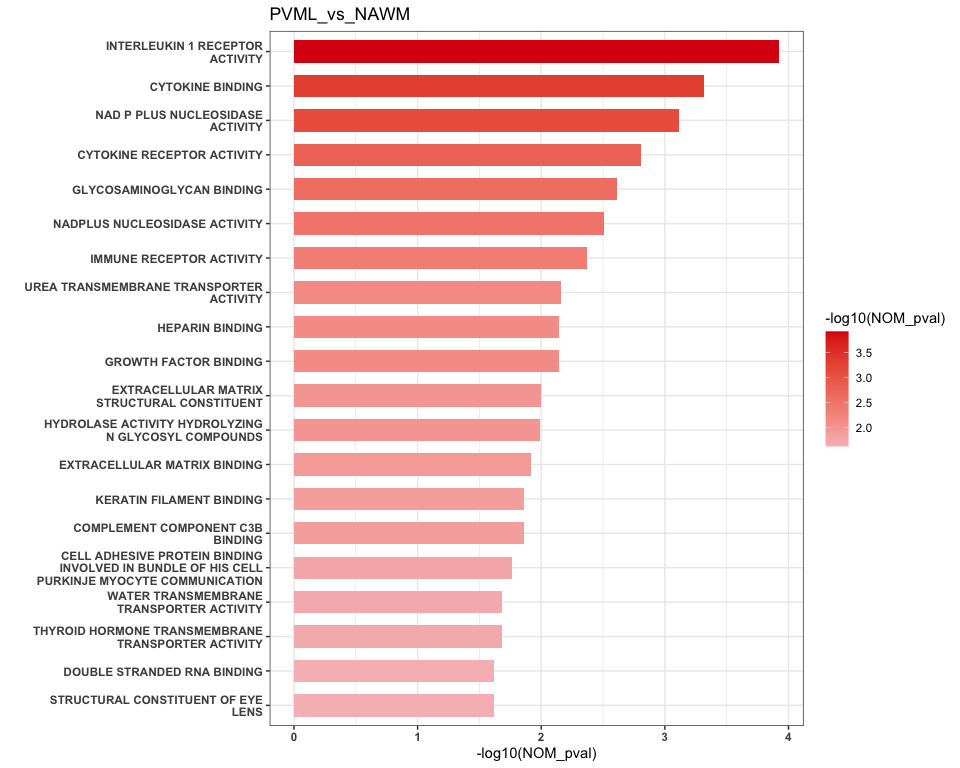 PVML_vs_NAWM
INTERLEUKIN 1 RECEPTOR
ACTIVITY
CYTOKINE BINDING
NAD P PLUS NUCLEOSIDASE
ACTIVITY
CYTOKINE RECEPTOR ACTIVITY
GLYCOSAMINOGLYCAN BINDING
NADPLUS NUCLEOSIDASE ACTIVITY
IMMUNE RECEPTOR ACTIVITY
UREA TRANSMEMBRANE TRANSPORTER
ACTIVITY
HEPARIN BINDING
GROWTH FACTOR BINDING
EXTRACELLULAR MATRIX
STRUCTURAL CONSTITUENT
HYDROLASE ACTIVITY HYDROLYZING
N GLYCOSYL COMPOUNDS
EXTRACELLULAR MATRIX BINDING
KERATIN FILAMENT BINDING
COMPLEMENT COMPONENT C3B
BINDING
CELL ADHESIVE PROTEIN BINDING
INVOLVED IN BUNDLE OF HIS CELL
PURKINJE MYOCYTE COMMUNICATION
WATER TRANSMEMBRANE
TRANSPORTER ACTIVITY
THYROID HORMONE TRANSMEMBRANE
TRANSPORTER ACTIVITY
DOUBLE STRANDED RNA BINDING
STRUCTURAL CONSTITUENT OF EYE
LENS
0 1 2 3 4
-log10(NOM_pval)
-log10(NOM_pval)
3.5
3.0
2.5
2.0